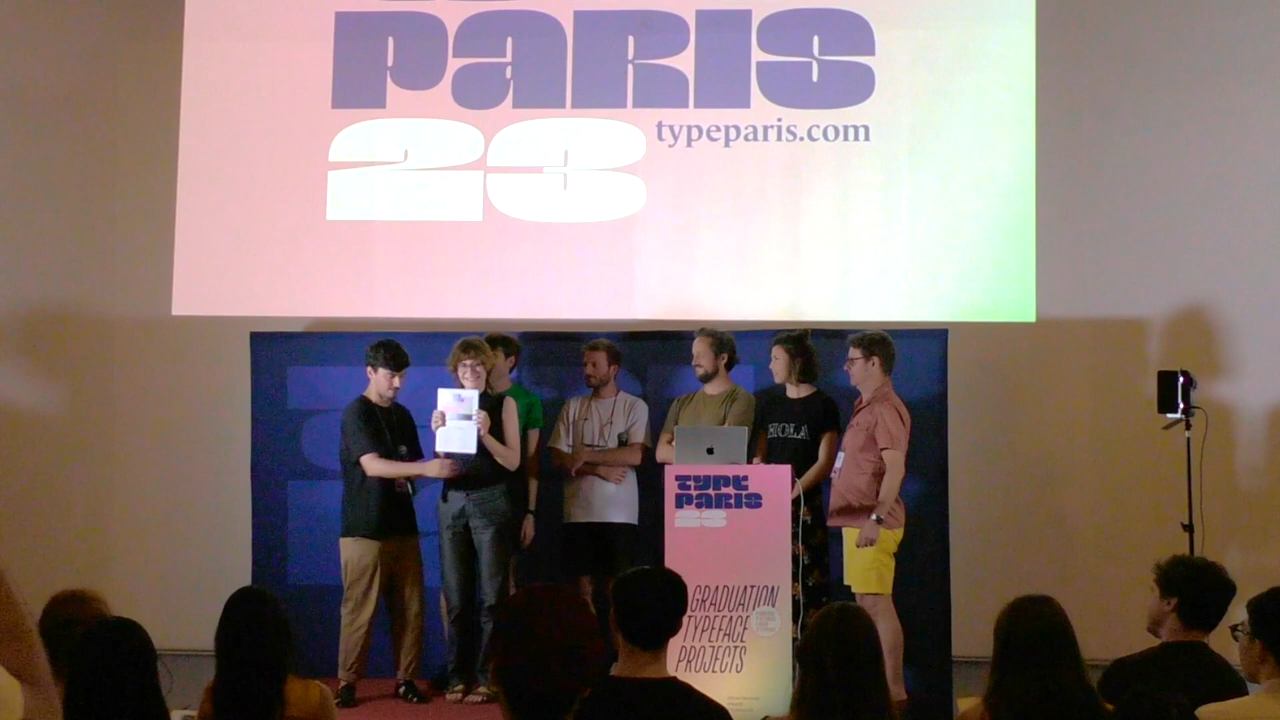 PARIS
23
typeparis.com
HOLA
TYPE
PARIS
23
GRADUATION
TYPEFACE
PROJECTS